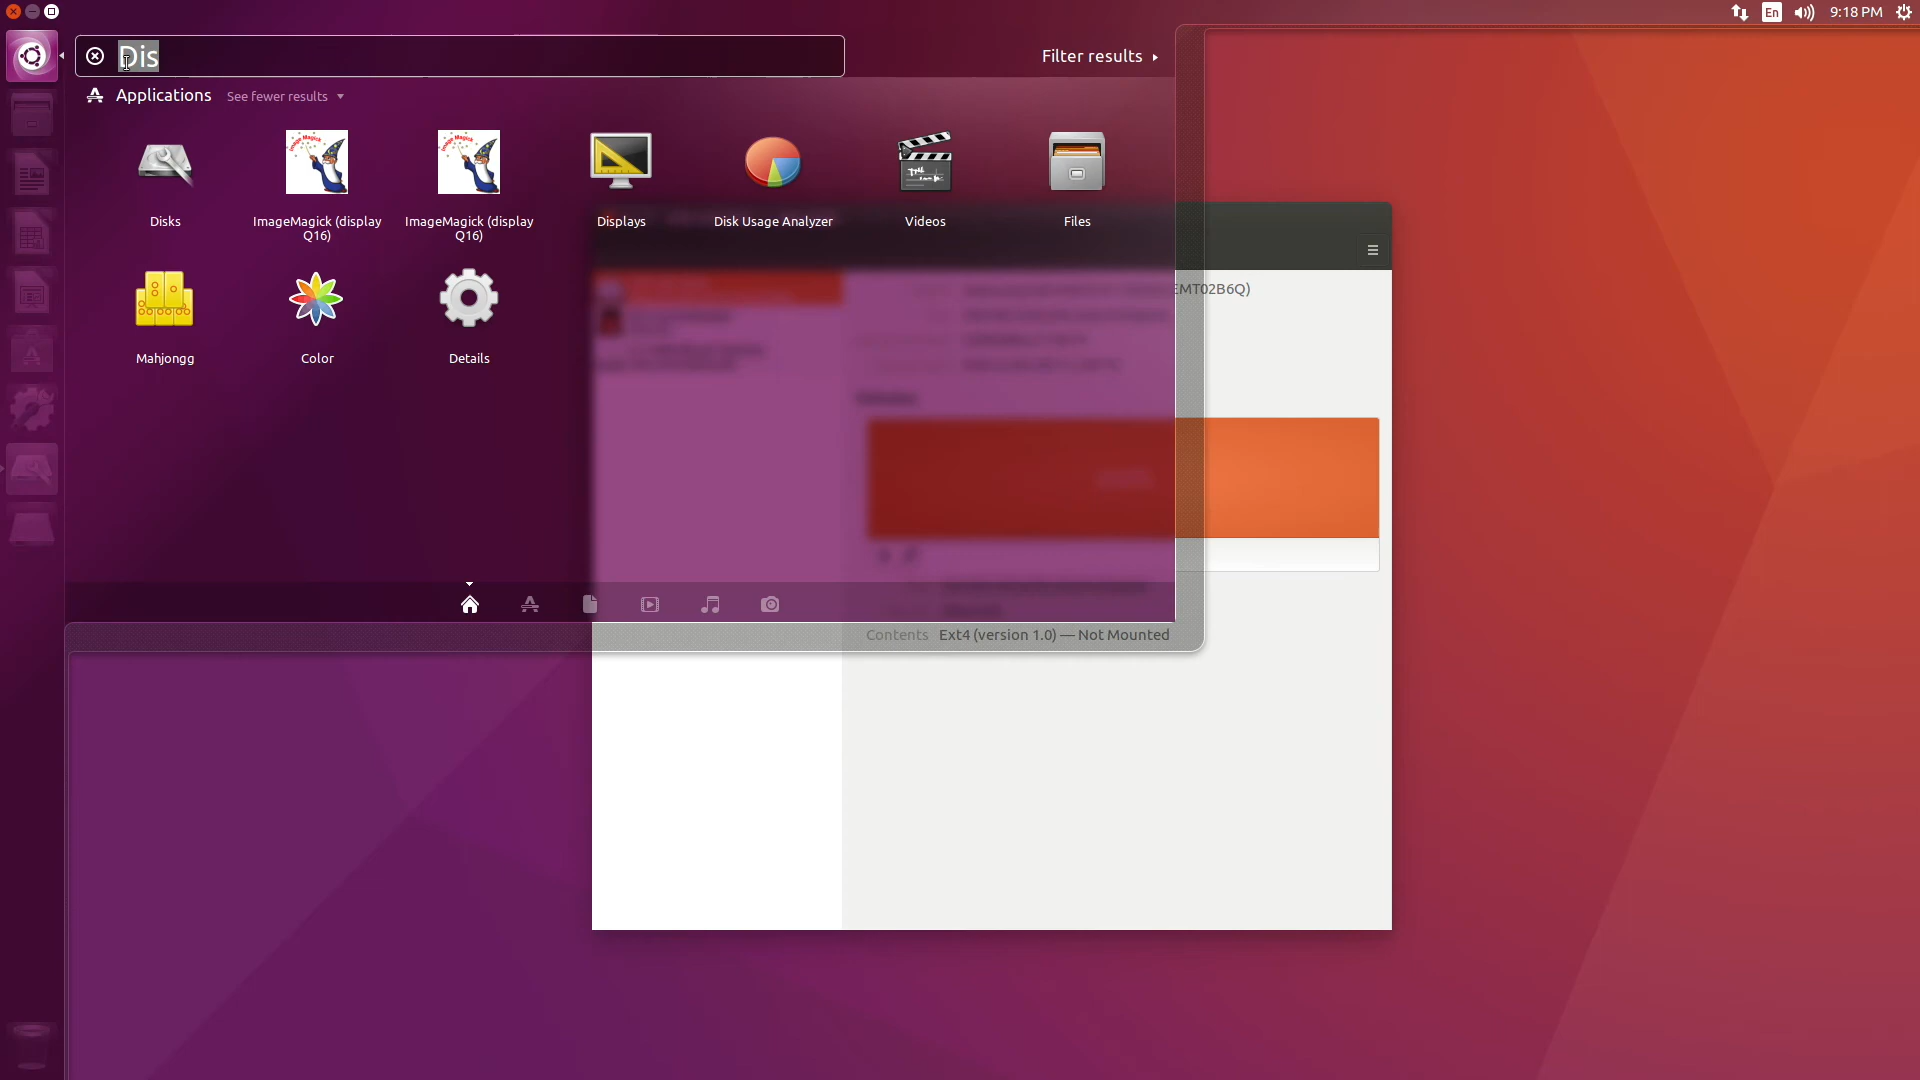 En
9:18 PM
Dis
Filter results
Applications
See fewer results
Disks
ImageMagick (display Q16)
ImageMagick (display Q16)
Displays
Disk Usage Analyzer
Videos
Files
EMT02B6Q)
Mahjongg
Color
Details
Contents Ext4 (version 1.0) — Not Mounted